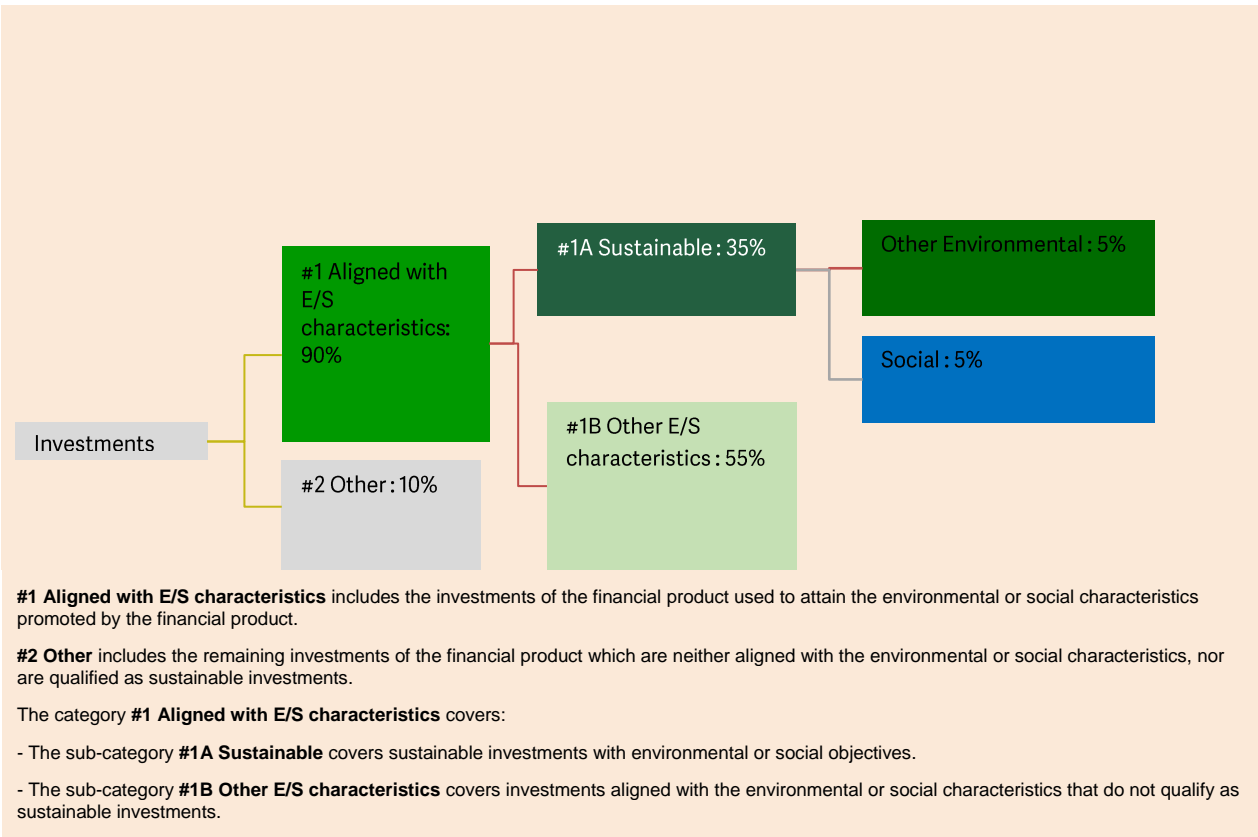 Investments
#1 Aligned with
E/S
characteristics:
90%
#2 Other : 10%
#1A Sustainable : 35%
#1B Other E/S
characteristics : 55%
Other Environmental : 5%
Social : 5%
#1 Aligned with E/S characteristics includes the investments of the financial product used to attain the environmental or social characteristics
promoted by the financial product.
#2 Other includes the remaining investments of the financial product which are neither aligned with the environmental or social characteristics, nor
are qualified as sustainable investments.
The category #1 Aligned with E/S characteristics covers:
- The sub-category #1A Sustainable covers sustainable investments with environmental or social objectives.
- The sub-category #1B Other E/S characteristics covers investments aligned with the environmental or social characteristics that do not qualify as
sustainable investments.